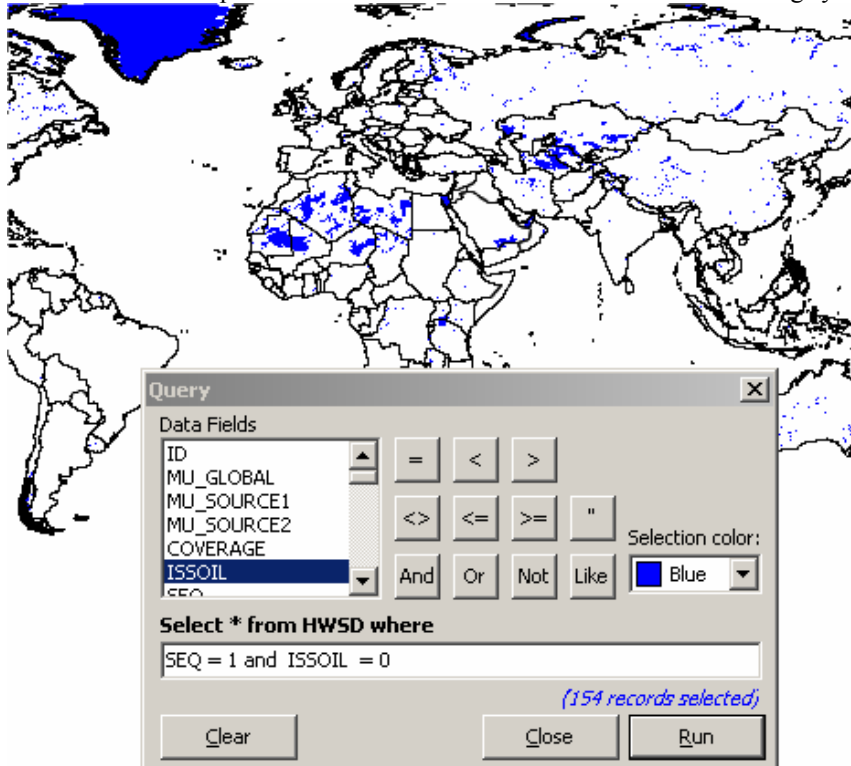 Query
Data Fields
ID
MU_GLOBAL
MU_SOURCE1
MU_SOURCE2
COVERAGE
ISSOIL
SEQ
= < >
<> <= >= "
And Or Not Like
Selection color:
Blue
Select * from HWSD where
SEQ = 1 and ISSOIL = 0
(154 records selected)
Clear Close Run